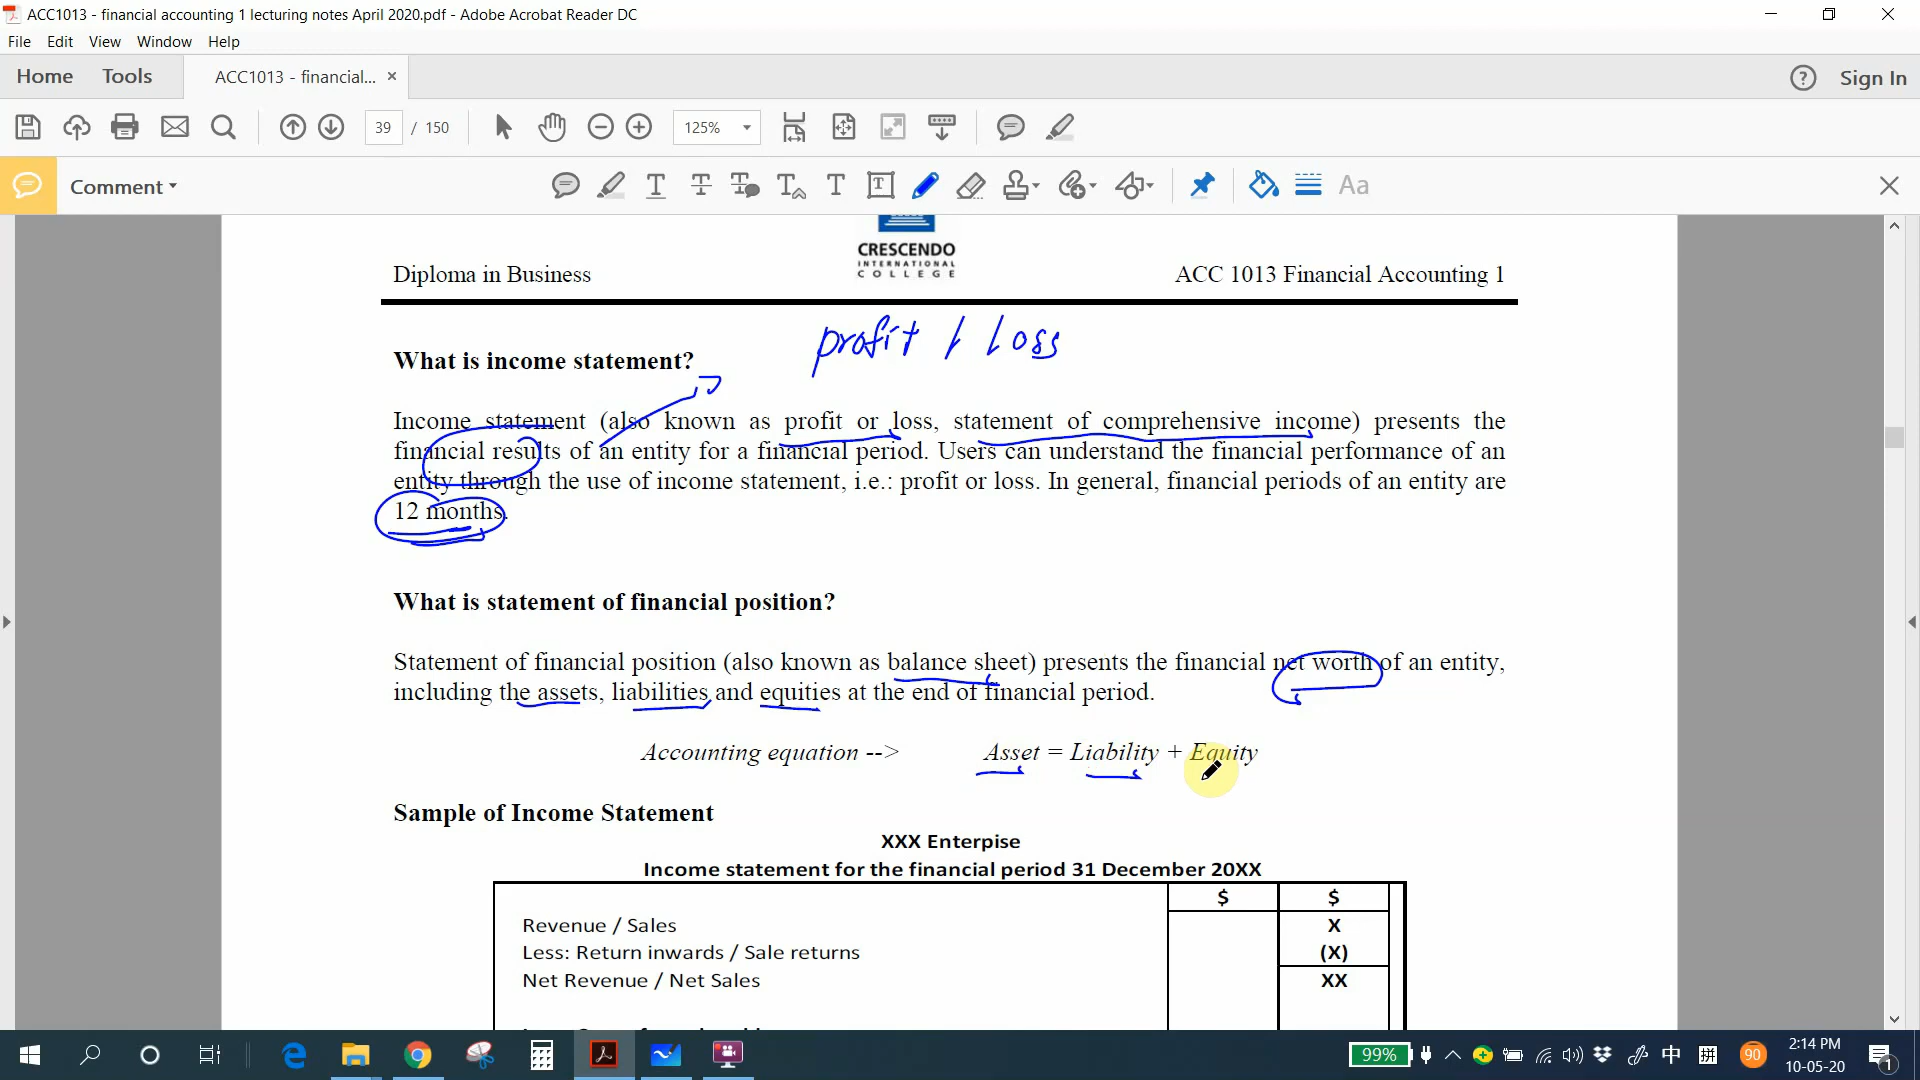 ACC1013 - financial accounting 1 lecturing notes April 2020.pdf - Adobe Acrobat Reader DC
File Edit View Window Help
Home Tools ACC1013 - financial... × ? Sign In
39 / 150 125%
Comment T T T T T Aa
CRESCENDO
INTERNATIONAL
COLLEGE
Diploma in Business ACC 1013 Financial Accounting 1
profit / loss
What is income statement?
Income statement (also known as profit or loss, statement of comprehensive income) presents the
financial results of an entity for a financial period. Users can understand the financial performance of an
entity through the use of income statement, i.e.: profit or loss. In general, financial periods of an entity are
12 months.
What is statement of financial position?
Statement of financial position (also known as balance sheet) presents the financial net worth of an entity,
including the assets, liabilities, and equities at the end of financial period.
Accounting equation --> Asset = Liability + Equity
Sample of Income Statement
XXX Enterpise
Income statement for the financial period 31 December 20XX
$ $
Revenue / Sales X
Less: Return inwards / Sale returns (X)
Net Revenue / Net Sales XX
99% 中 拼 90 2:14 PM
10-05-20 1